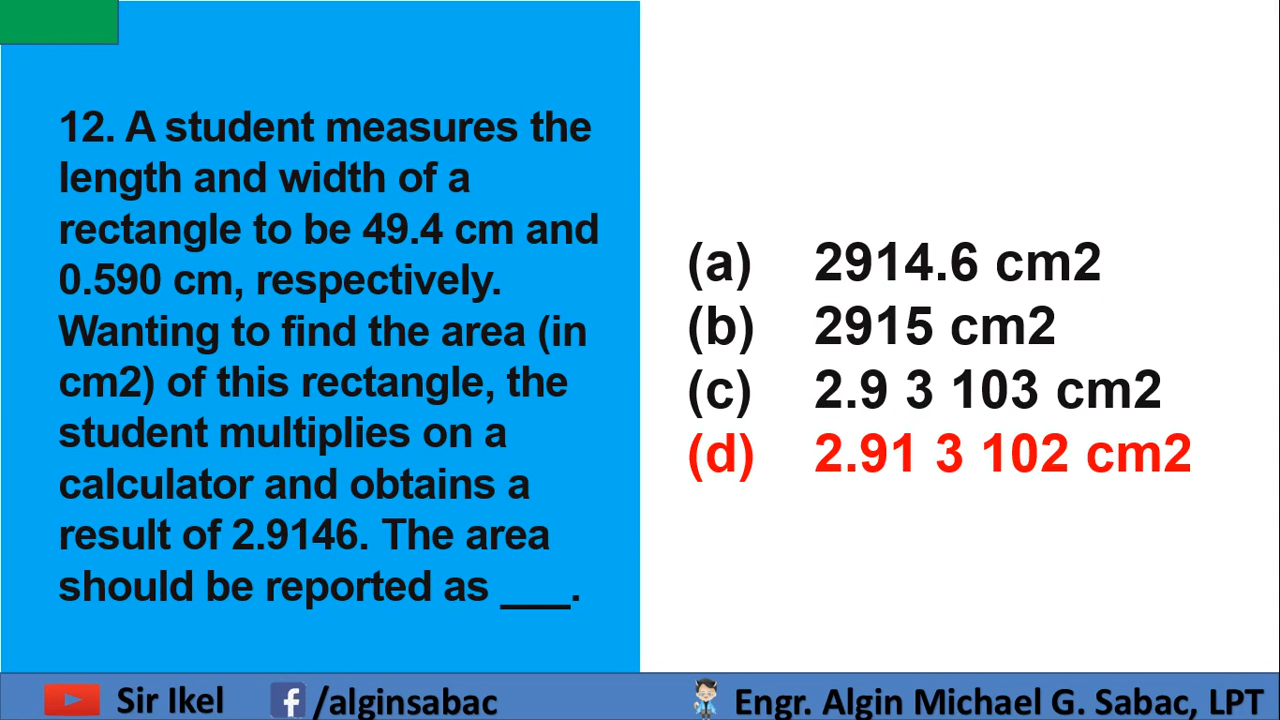 12. A student measures the
length and width of a
rectangle to be 49.4 cm and
0.590 cm, respectively.
Wanting to find the area (in
cm2) of this rectangle, the
student multiplies on a
calculator and obtains a
result of 2.9146. The area
should be reported as ___.
(a) 2914.6 cm2
(b) 2915 cm2
(c) 2.9 3 103 cm2
(d) 2.91 3 102 cm2
Sir Ikel
/alginsabac
Engr. Algin Michael G. Sabac, LPT